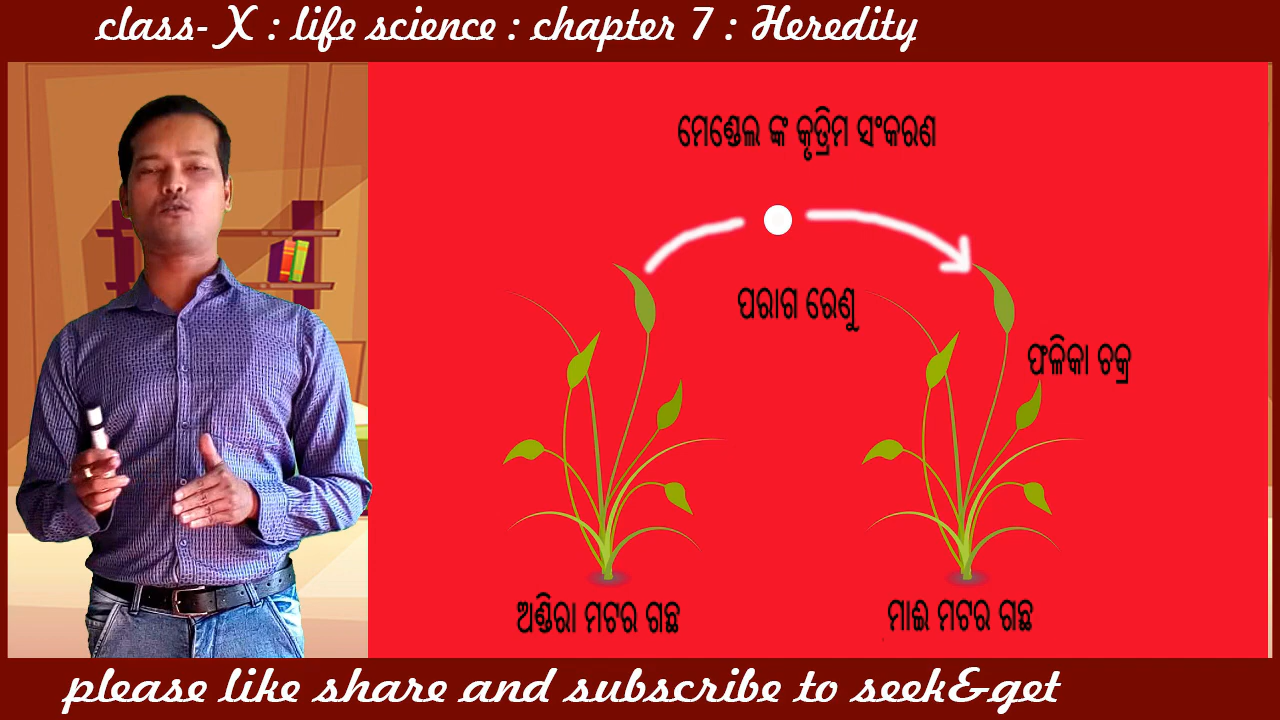 class- X : life science : chapter 7 : Heredity
ମେଣ୍ଡେଲ ଙ୍କ କୃତ୍ରିମ ସଂକରଣ
ପରାଗ ରେଣୁ
ଫଳିକା ଚକ୍ର
ଅଣ୍ଡିରା ମଟର ଗଛ
ମାଈ ମଟର ଗଛ
please like share and subscribe to seek&get